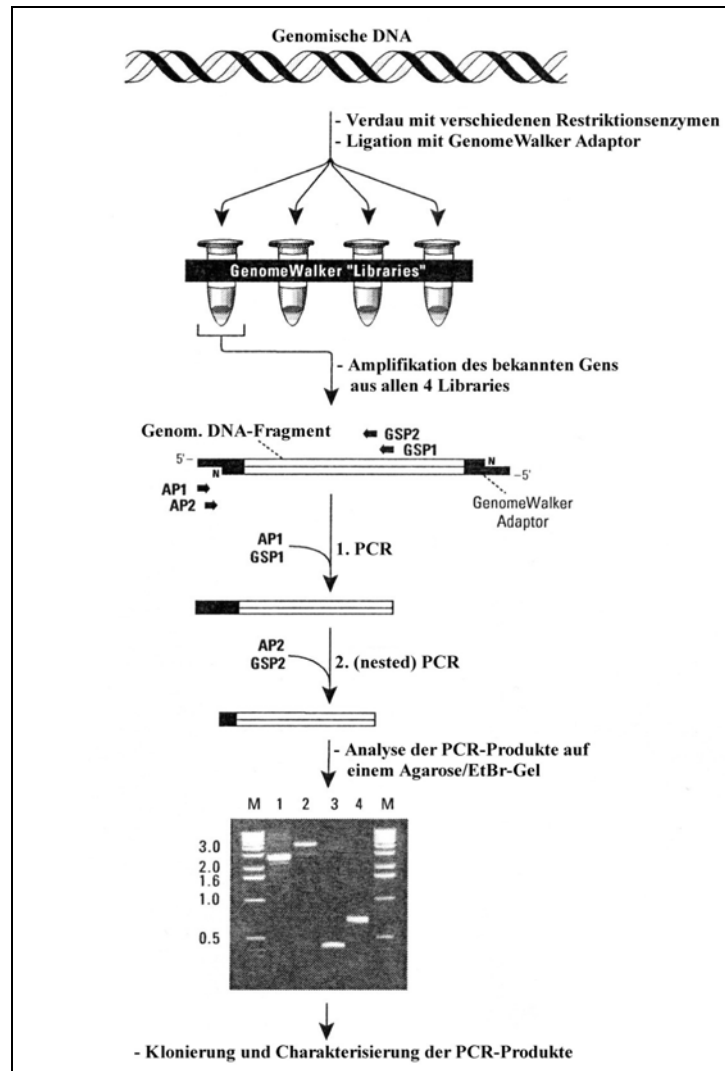 Genomische DNA
- Verdau mit verschiedenen Restriktionsenzymen
- Ligation mit GenomeWalker Adaptor
GenomeWalker "Libraries"
- Amplifikation des bekannten Gens
aus allen 4 Libraries
Genom. DNA-Fragment
GSP2
GSP1
5'–
N
N
–5'
AP1
AP2
GenomeWalker
Adaptor
AP1
GSP1
1. PCR
AP2
GSP2
2. (nested) PCR
- Analyse der PCR-Produkte auf
einem Agarose/EtBr-Gel
M 1 2 3 4 M
3.0
2.0
1.6
1.0
0.5
- Klonierung und Charakterisierung der PCR-Produkte